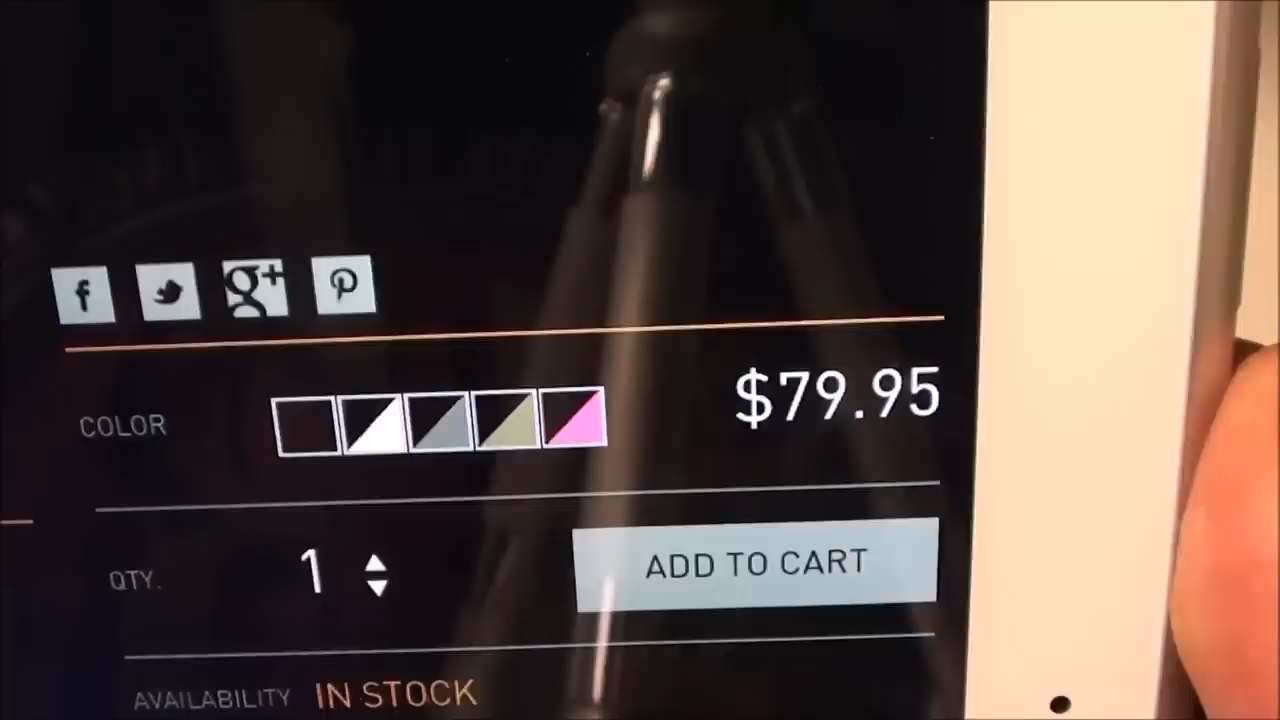 f g+ p
COLOR $79.95
QTY. 1 ADD TO CART
AVAILABILITY IN STOCK